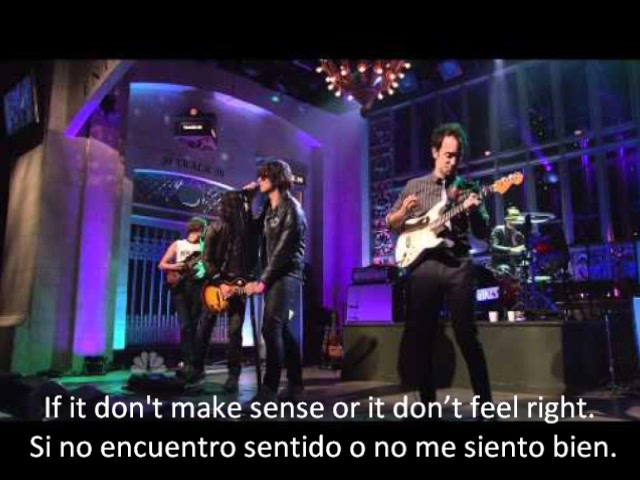 If it don't make sense or it don’t feel right.
Si no encuentro sentido o no me siento bien.